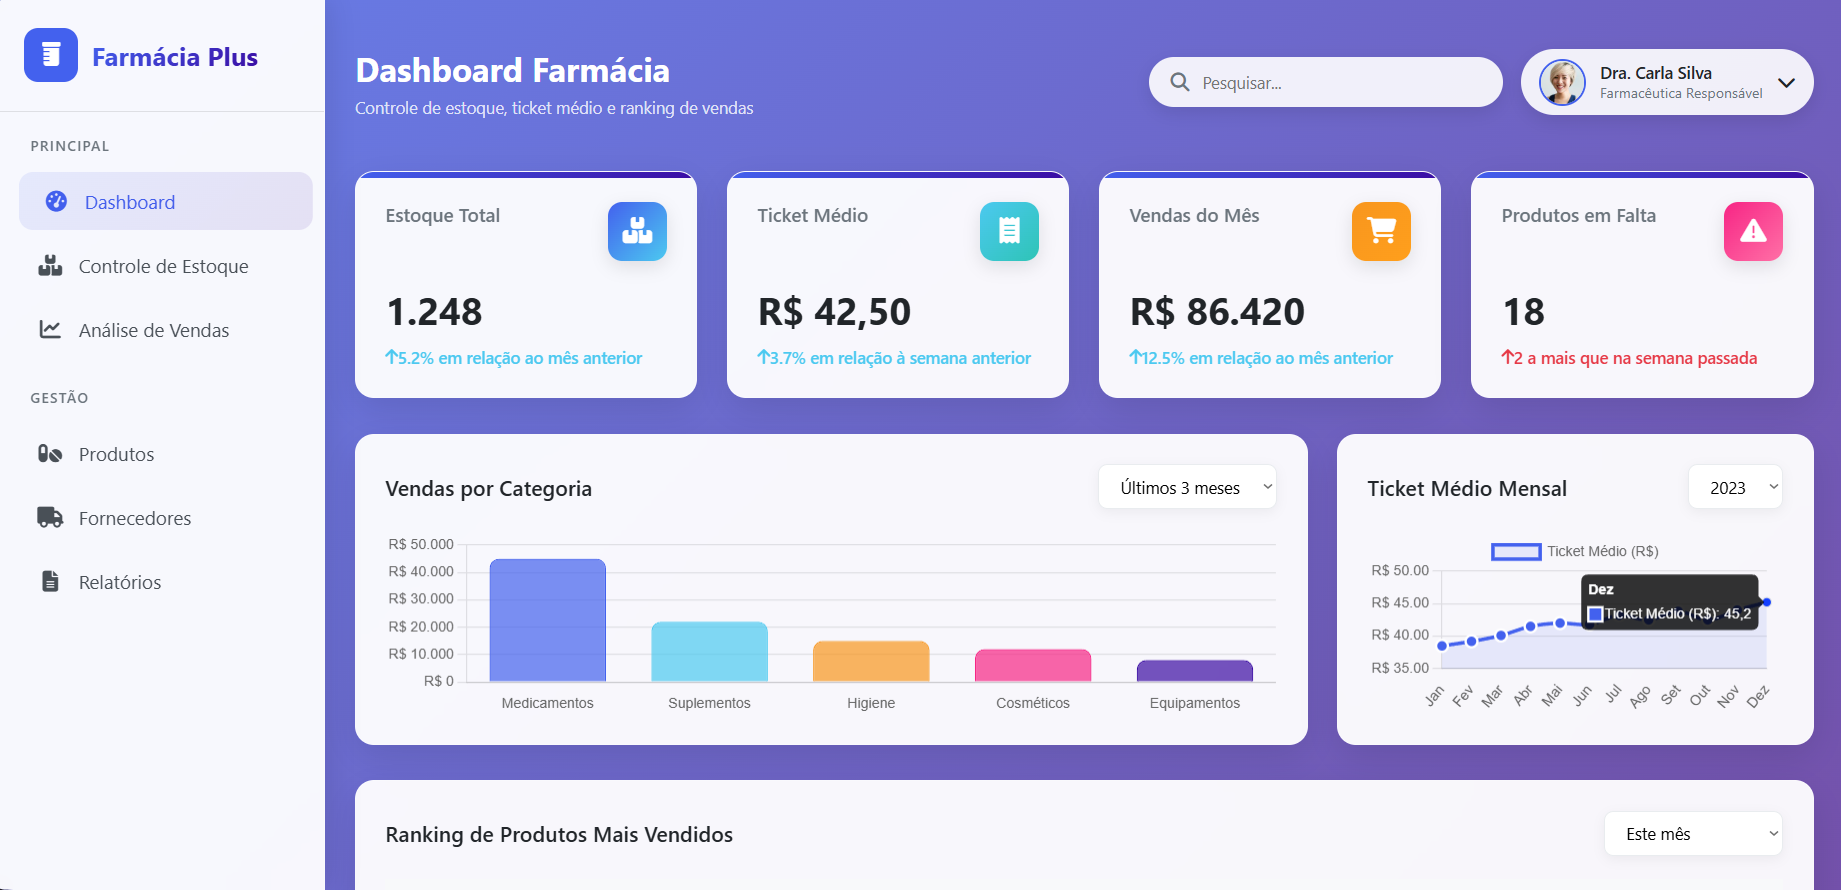 Farmácia Plus
PRINCIPAL
Dashboard
Controle de Estoque
Análise de Vendas
GESTÃO
Produtos
Fornecedores
Relatórios
Dashboard Farmácia
Controle de estoque, ticket médio e ranking de vendas
Pesquisar...
Dra. Carla Silva
Farmacêutica Responsável
Estoque Total
1.248
↑5.2% em relação ao mês anterior
Ticket Médio
R$ 42,50
↑3.7% em relação à semana anterior
Vendas do Mês
R$ 86.420
↑12.5% em relação ao mês anterior
Produtos em Falta
18
↑2 a mais que na semana passada
Vendas por Categoria
Últimos 3 meses
R$ 50.000
R$ 40.000
R$ 30.000
R$ 20.000
R$ 10.000
R$ 0
Medicamentos
Suplementos
Higiene
Cosméticos
Equipamentos
Ticket Médio Mensal
2023
Ticket Médio (R$)
R$ 50.00
R$ 45.00
R$ 40.00
R$ 35.00
Dez
Ticket Médio (R$): 45,2
Jan
Fev
Mar
Abr
Mai
Jun
Jul
Ago
Set
Out
Nov
Dez
Ranking de Produtos Mais Vendidos
Este mês